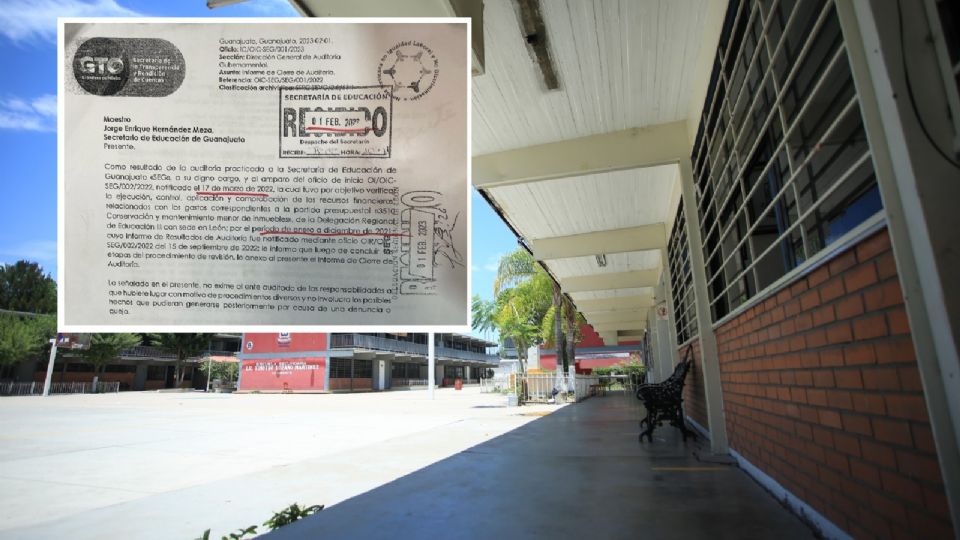 GTO
Secretaría de
la Transparencia
y Rendición
de Cuentas
Guanajuato, Guanajuato, 2023-02-01.
Sección: Dirección General de Auditoría
Gubernamental.
Asunto: Informe de Cierre de Auditoría.
Referencia: OIC-SEG/SEG/001/2022
Igualdad Laboral y No Discriminación
SECRETARÍA DE EDUCACIÓN
RECIBIDO
01 FEB. 2023
Despacho del Secretario
HORA:
Maestro
Jorge Enrique Hernández Meza,
Secretario de Educación de Guanajuato
Presente.
Como resultado de la auditoría practicada a la Secretaría de Educación de
Guanajuato «SEG», a su digno cargo, y al amparo del oficio de inicio OI/OIC-
SEG/002/2022, notificado el 17 de marzo de 2022, la cual tuvo por objetivo verificar
la ejecución, control, aplicación y comprobación de los recursos financieros
relacionados con los gastos correspondientes a la partida presupuestal «3510
Conservación y mantenimiento menor de inmuebles», de la Delegación Regional
de Educación III con sede en León; por el periodo de enero a diciembre de 2021;
cuyo Informe de Resultados de Auditoría fue notificado mediante oficio
SEG/002/2022 del 15 de septiembre de 2022; le informo que luego de concluir
etapas del procedimiento de revisión, le anexo al presente el Informe de Cierre de
Auditoría.
Lo señalado en el presente, no exime al ente auditado de las responsabilidades a
que hubiere lugar con motivo de procedimientos diversos y no involucra los posibles
hechos que pudieran generarse posteriormente por causa de una denuncia o
queja.
01 FEB. 2023